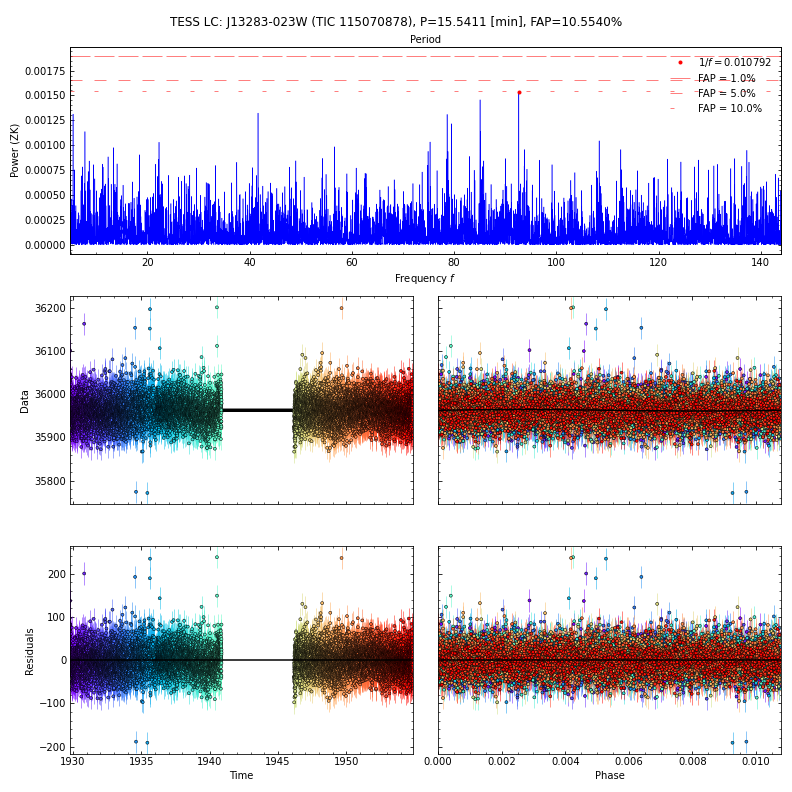 TESS LC: J13283-023W (TIC 115070878), P=15.5411 [min], FAP=10.5540%
Period
Power (ZK)
0.00175
0.00150
0.00125
0.00100
0.00075
0.00050
0.00025
0.00000
1/f = 0.010792
FAP = 1.0%
FAP = 5.0%
FAP = 10.0%
20 40 60 80 100 120 140
Frequency f
Data
36200
36100
36000
35900
35800
Residuals
200
100
0
−100
−200
1930 1935 1940 1945 1950
Time
0.000 0.002 0.004 0.006 0.008 0.010
Phase